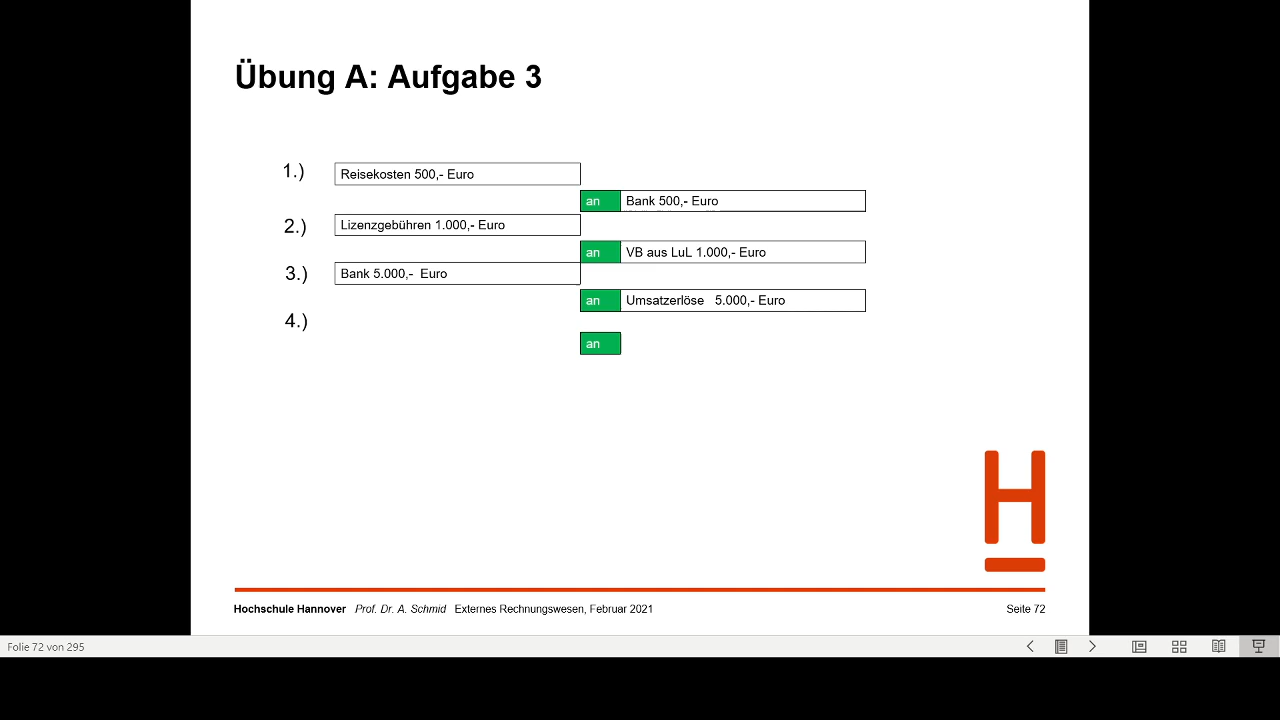 Übung A: Aufgabe 3
1.) Reisekosten 500,- Euro
an Bank 500,- Euro
2.) Lizenzgebühren 1.000,- Euro
an VB aus LuL 1.000,- Euro
3.) Bank 5.000,- Euro
an Umsatzerlöse 5.000,- Euro
4.)
an
H
Hochschule Hannover Prof. Dr. A. Schmid Externes Rechnungswesen, Februar 2021 Seite 72
Folie 72 von 295